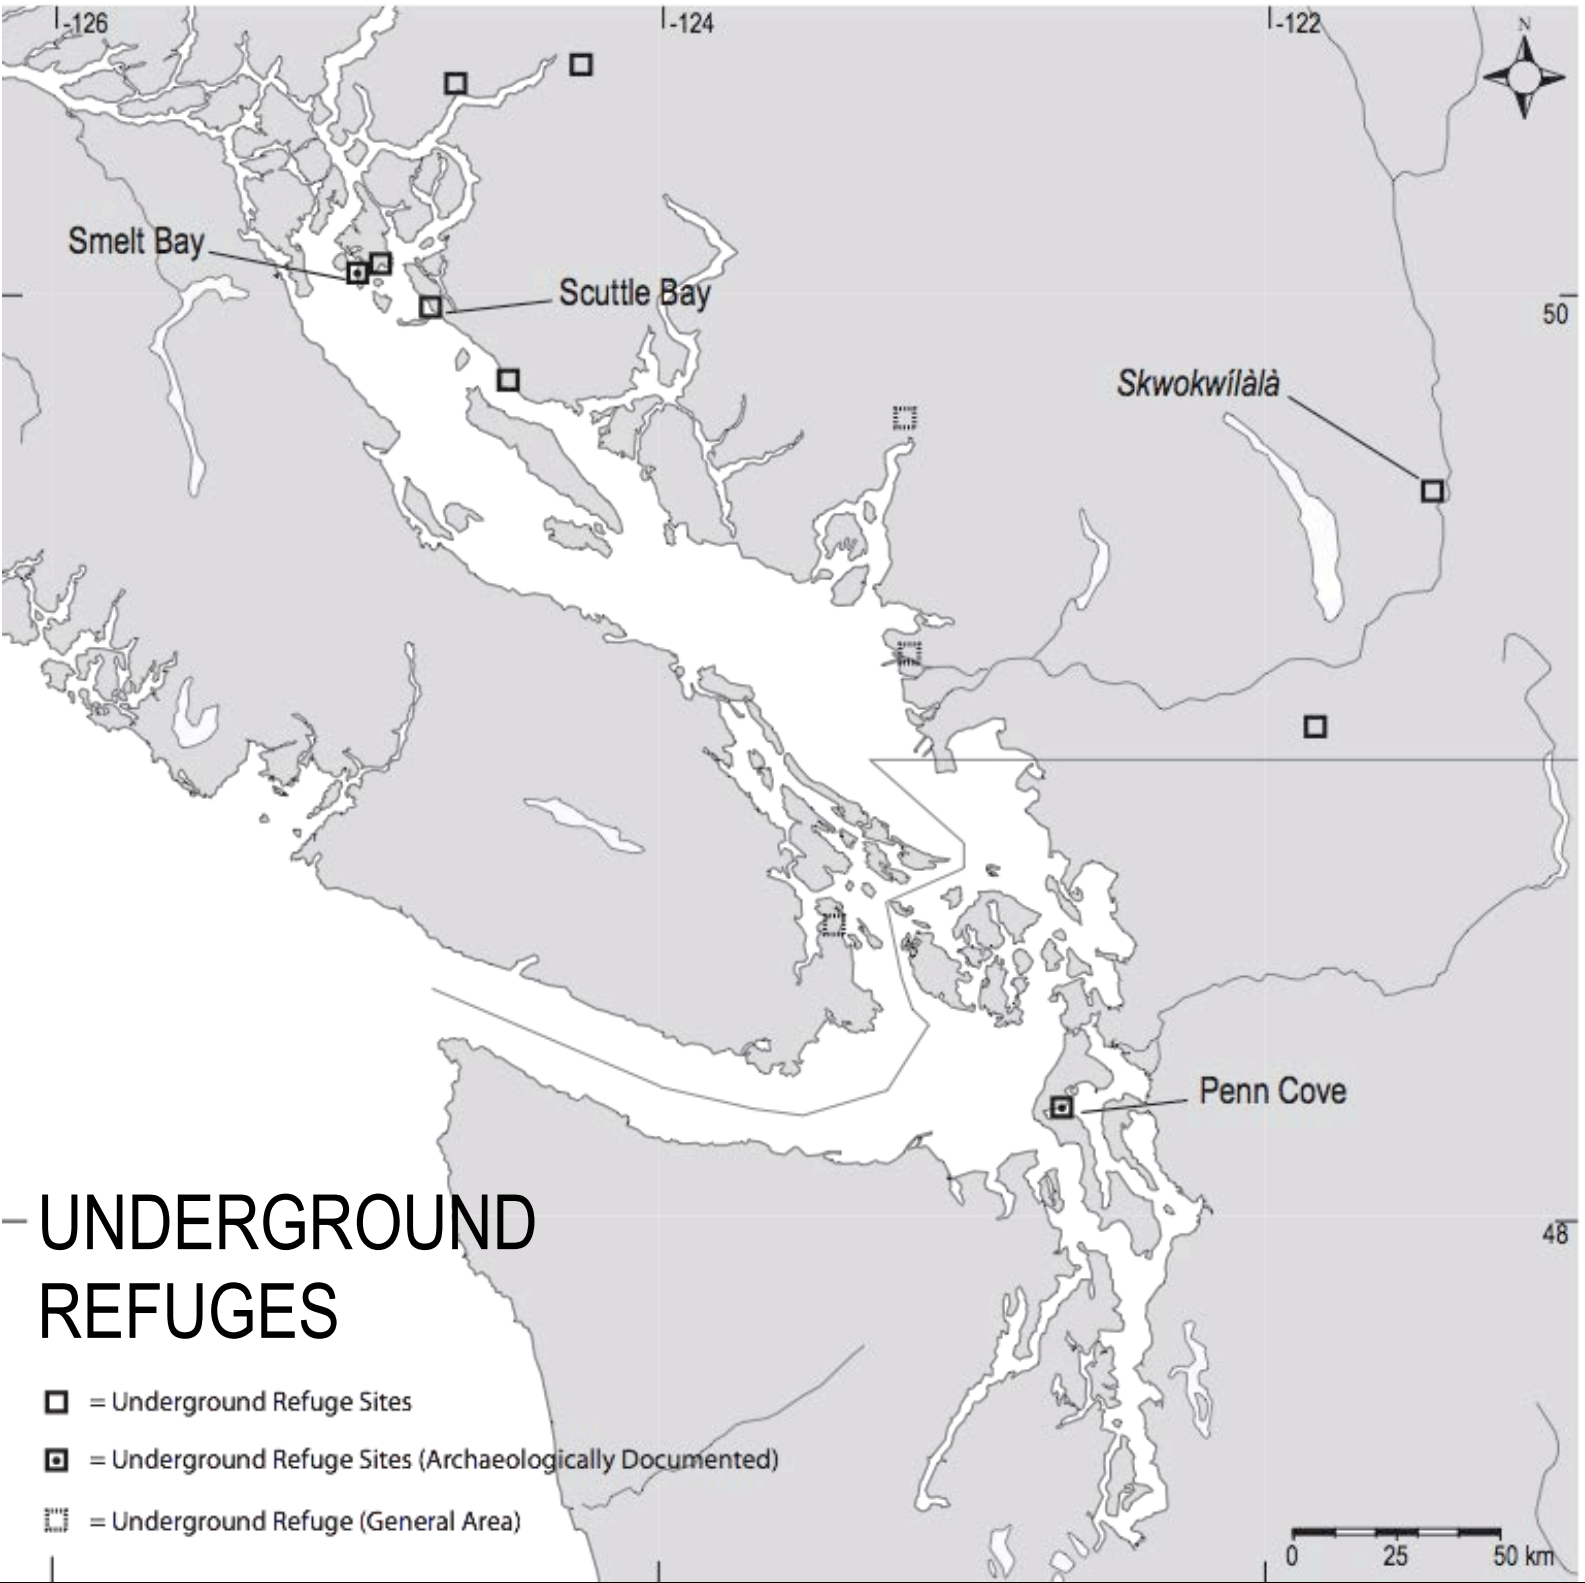 -126
-124
-122
N
Smelt Bay
Scuttle Bay
50
Skwokwílàlà
Penn Cove
48
UNDERGROUND
REFUGES
= Underground Refuge Sites
= Underground Refuge Sites (Archaeologically Documented)
= Underground Refuge (General Area)
0 25 50 km